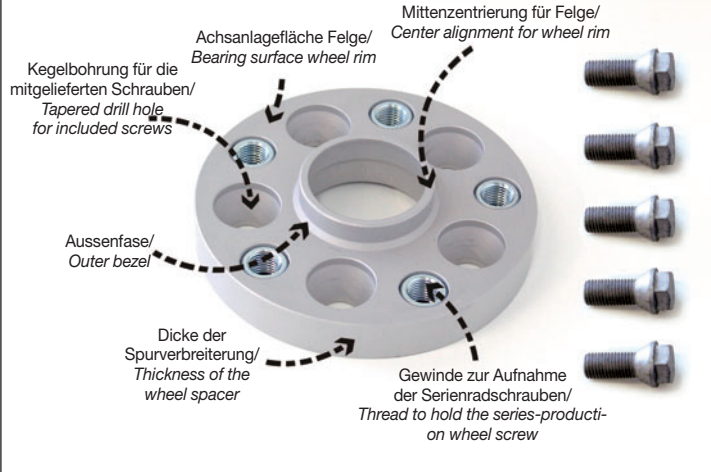 Mittenzentrierung für Felge/
Center alignment for wheel rim
Achsanlagefläche Felge/
Bearing surface wheel rim
Kegelbohrung für die
mitgelieferten Schrauben/
Tapered drill hole
for included screws
Aussenfase/
Outer bezel
Dicke der
Spurverbreiterung/
Thickness of the
wheel spacer
Gewinde zur Aufnahme
der Serienradschrauben/
Thread to hold the series-producti-
on wheel screw